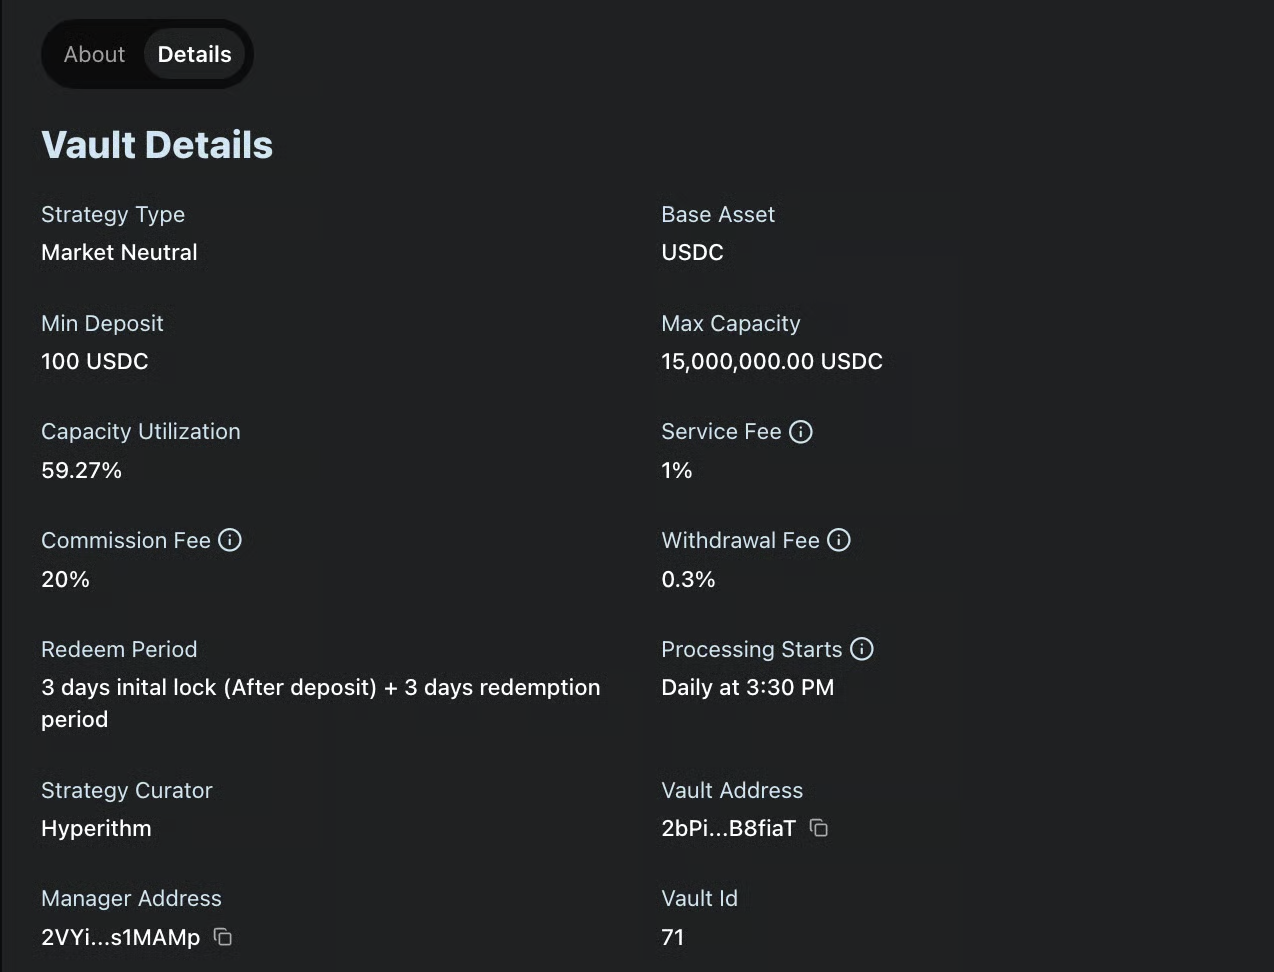 About Details
Vault Details
Strategy Type
Market Neutral
Base Asset
USDC
Min Deposit
100 USDC
Max Capacity
15,000,000.00 USDC
Capacity Utilization
59.27%
Service Fee
1%
Commission Fee
20%
Withdrawal Fee
0.3%
Redeem Period
3 days inital lock (After deposit) + 3 days redemption
period
Processing Starts
Daily at 3:30 PM
Strategy Curator
Hyperithm
Vault Address
2bPi...B8fiaT
Manager Address
2VYi...s1MAMp
Vault Id
71